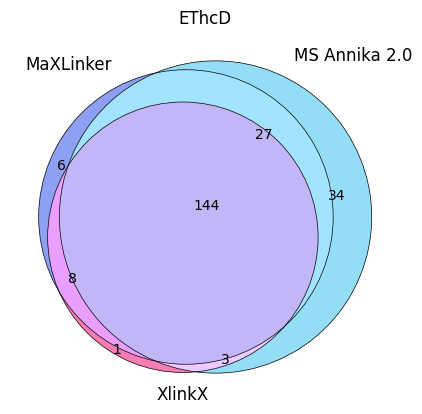 EThcD
MaXLinker
MS Annika 2.0
27
6
34
144
8
1
3
XlinkX